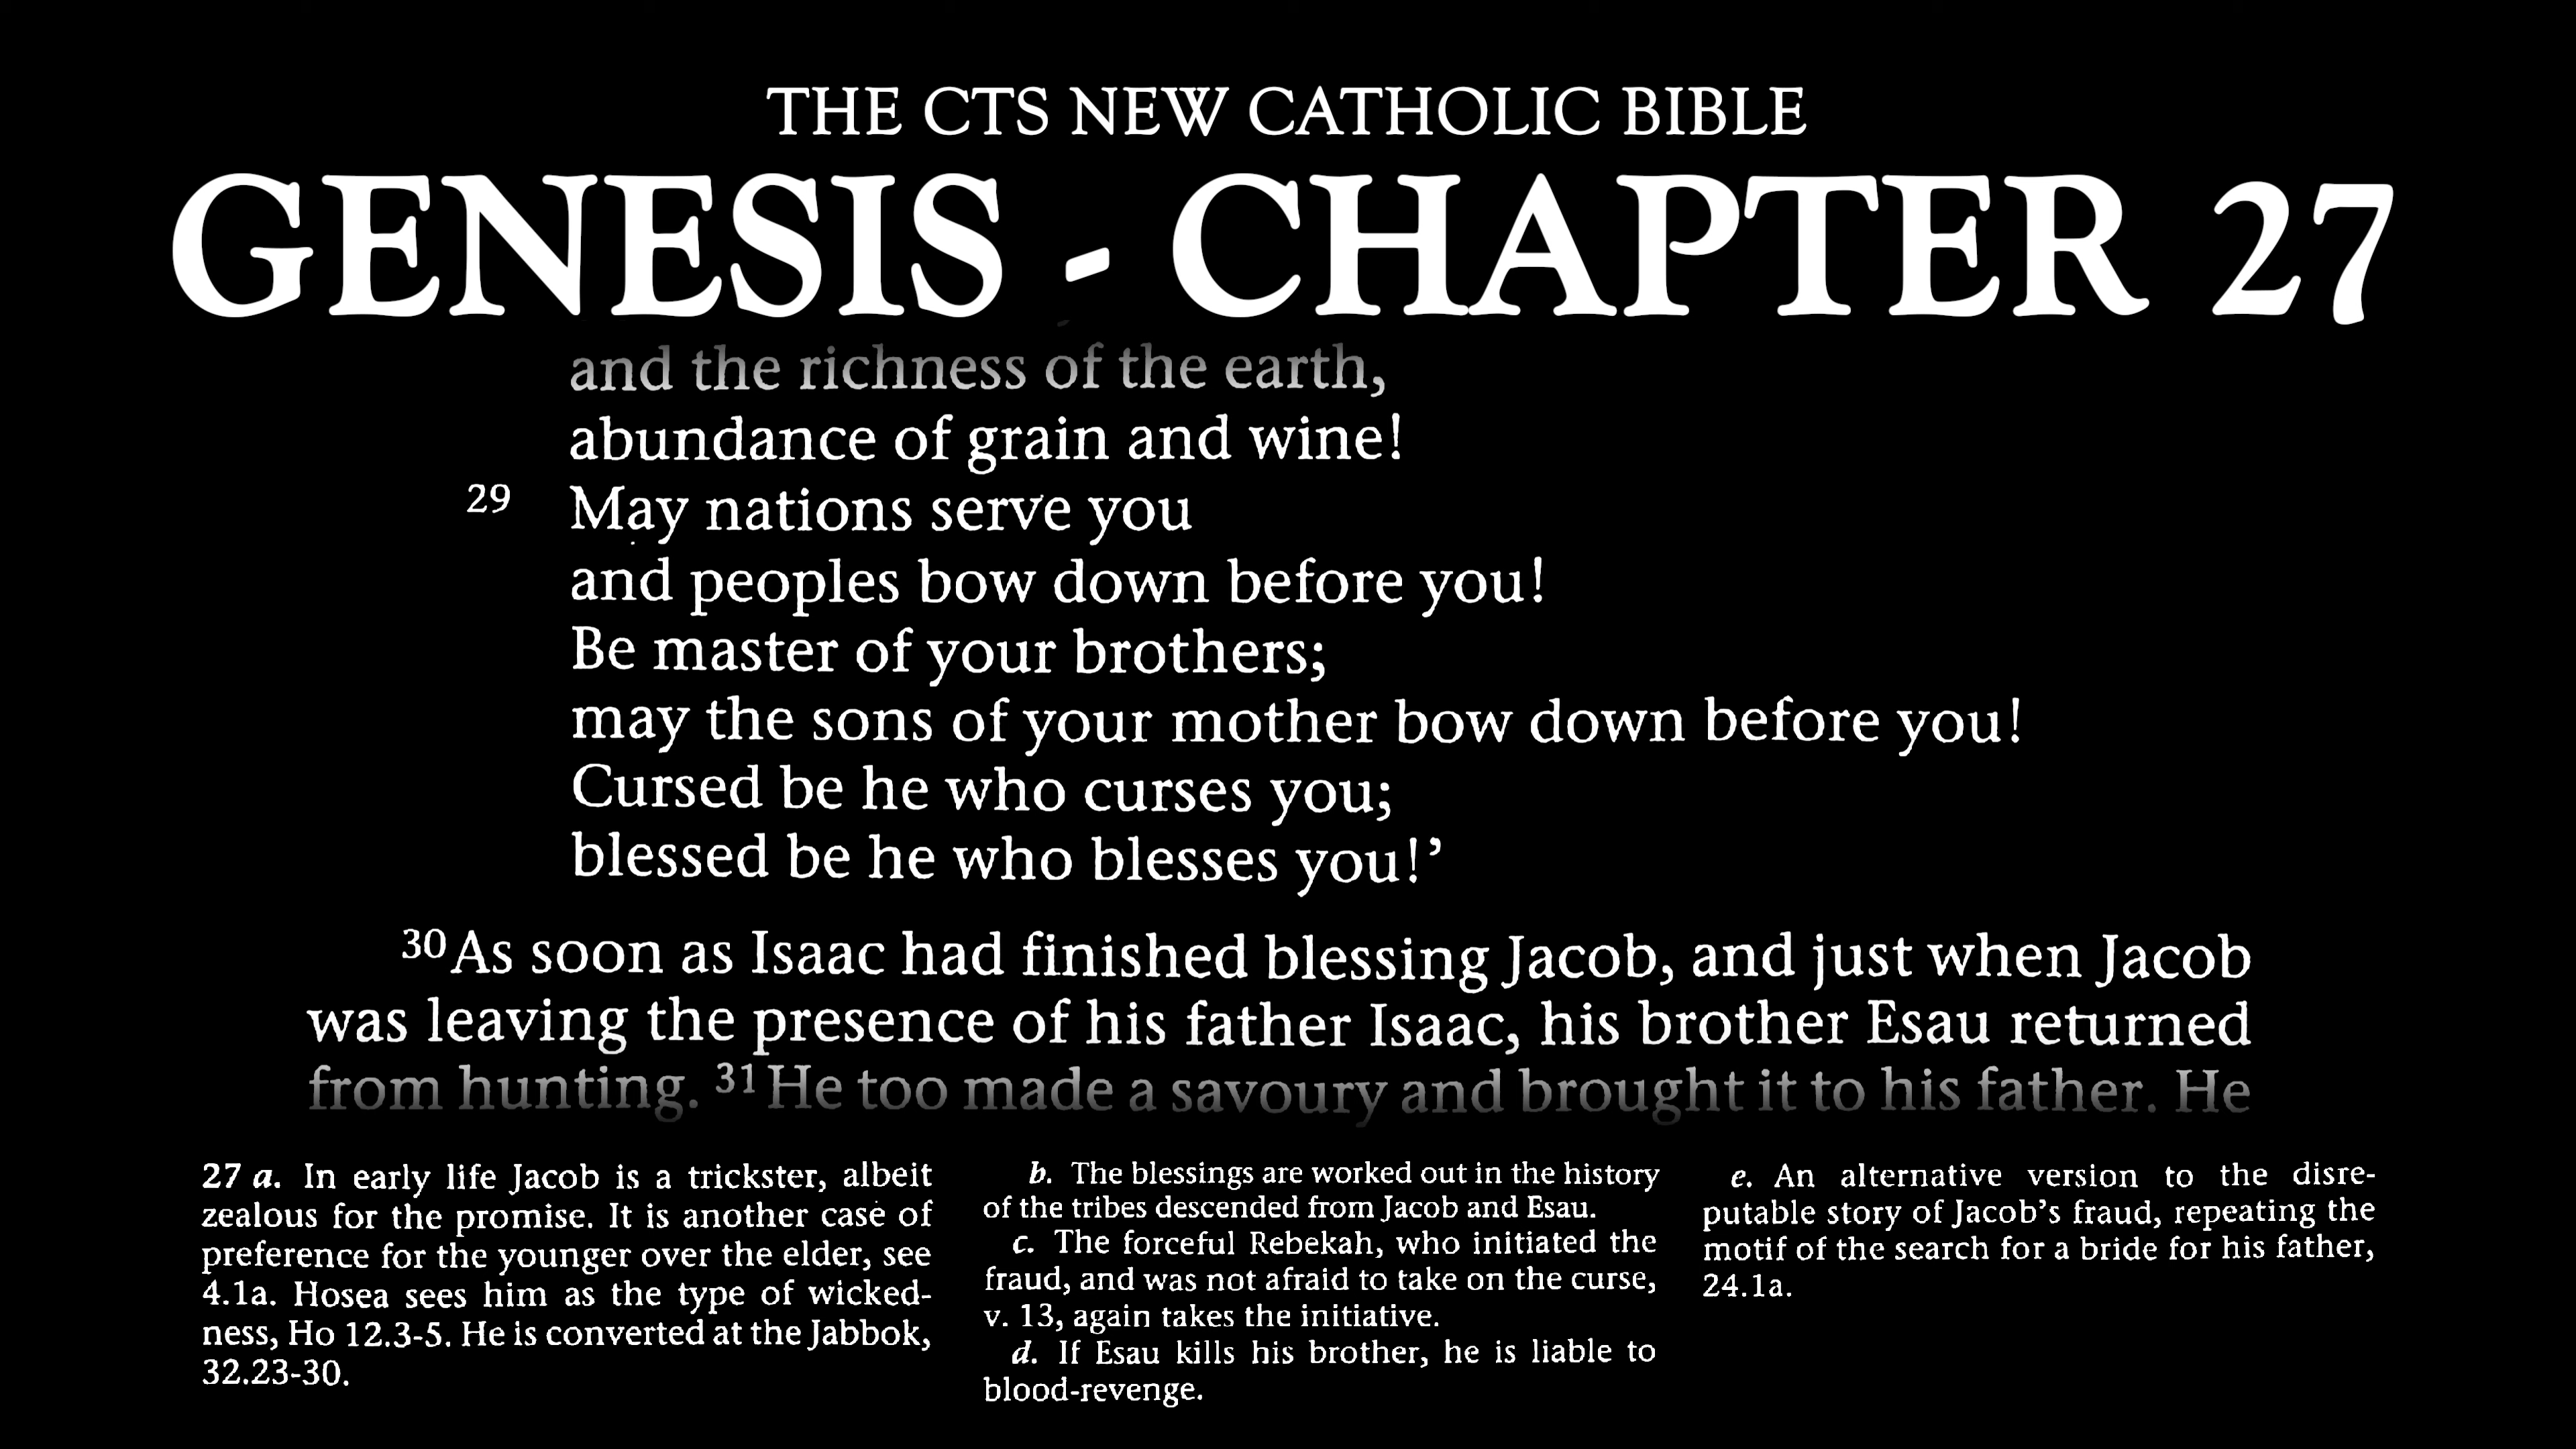 THE CTS NEW CATHOLIC BIBLE
GENESIS - CHAPTER 27
and the richness of the earth,
abundance of grain and wine!
29 May nations serve you
and peoples bow down before you!
Be master of your brothers;
may the sons of your mother bow down before you!
Cursed be he who curses you;
blessed be he who blesses you!’
30 As soon as Isaac had finished blessing Jacob, and just when Jacob
was leaving the presence of his father Isaac, his brother Esau returned
from hunting. 31 He too made a savoury and brought it to his father. He
27 a. In early life Jacob is a trickster, albeit
zealous for the promise. It is another case of
preference for the younger over the elder, see
4.1a. Hosea sees him as the type of wicked-
ness, Ho 12.3-5. He is converted at the Jabbok,
32.23-30.
b. The blessings are worked out in the history
of the tribes descended from Jacob and Esau.
c. The forceful Rebekah, who initiated the
fraud, and was not afraid to take on the curse,
v. 13, again takes the initiative.
d. If Esau kills his brother, he is liable to
blood-revenge.
e. An alternative version to the disre-
putable story of Jacob’s fraud, repeating the
motif of the search for a bride for his father,
24.1a.